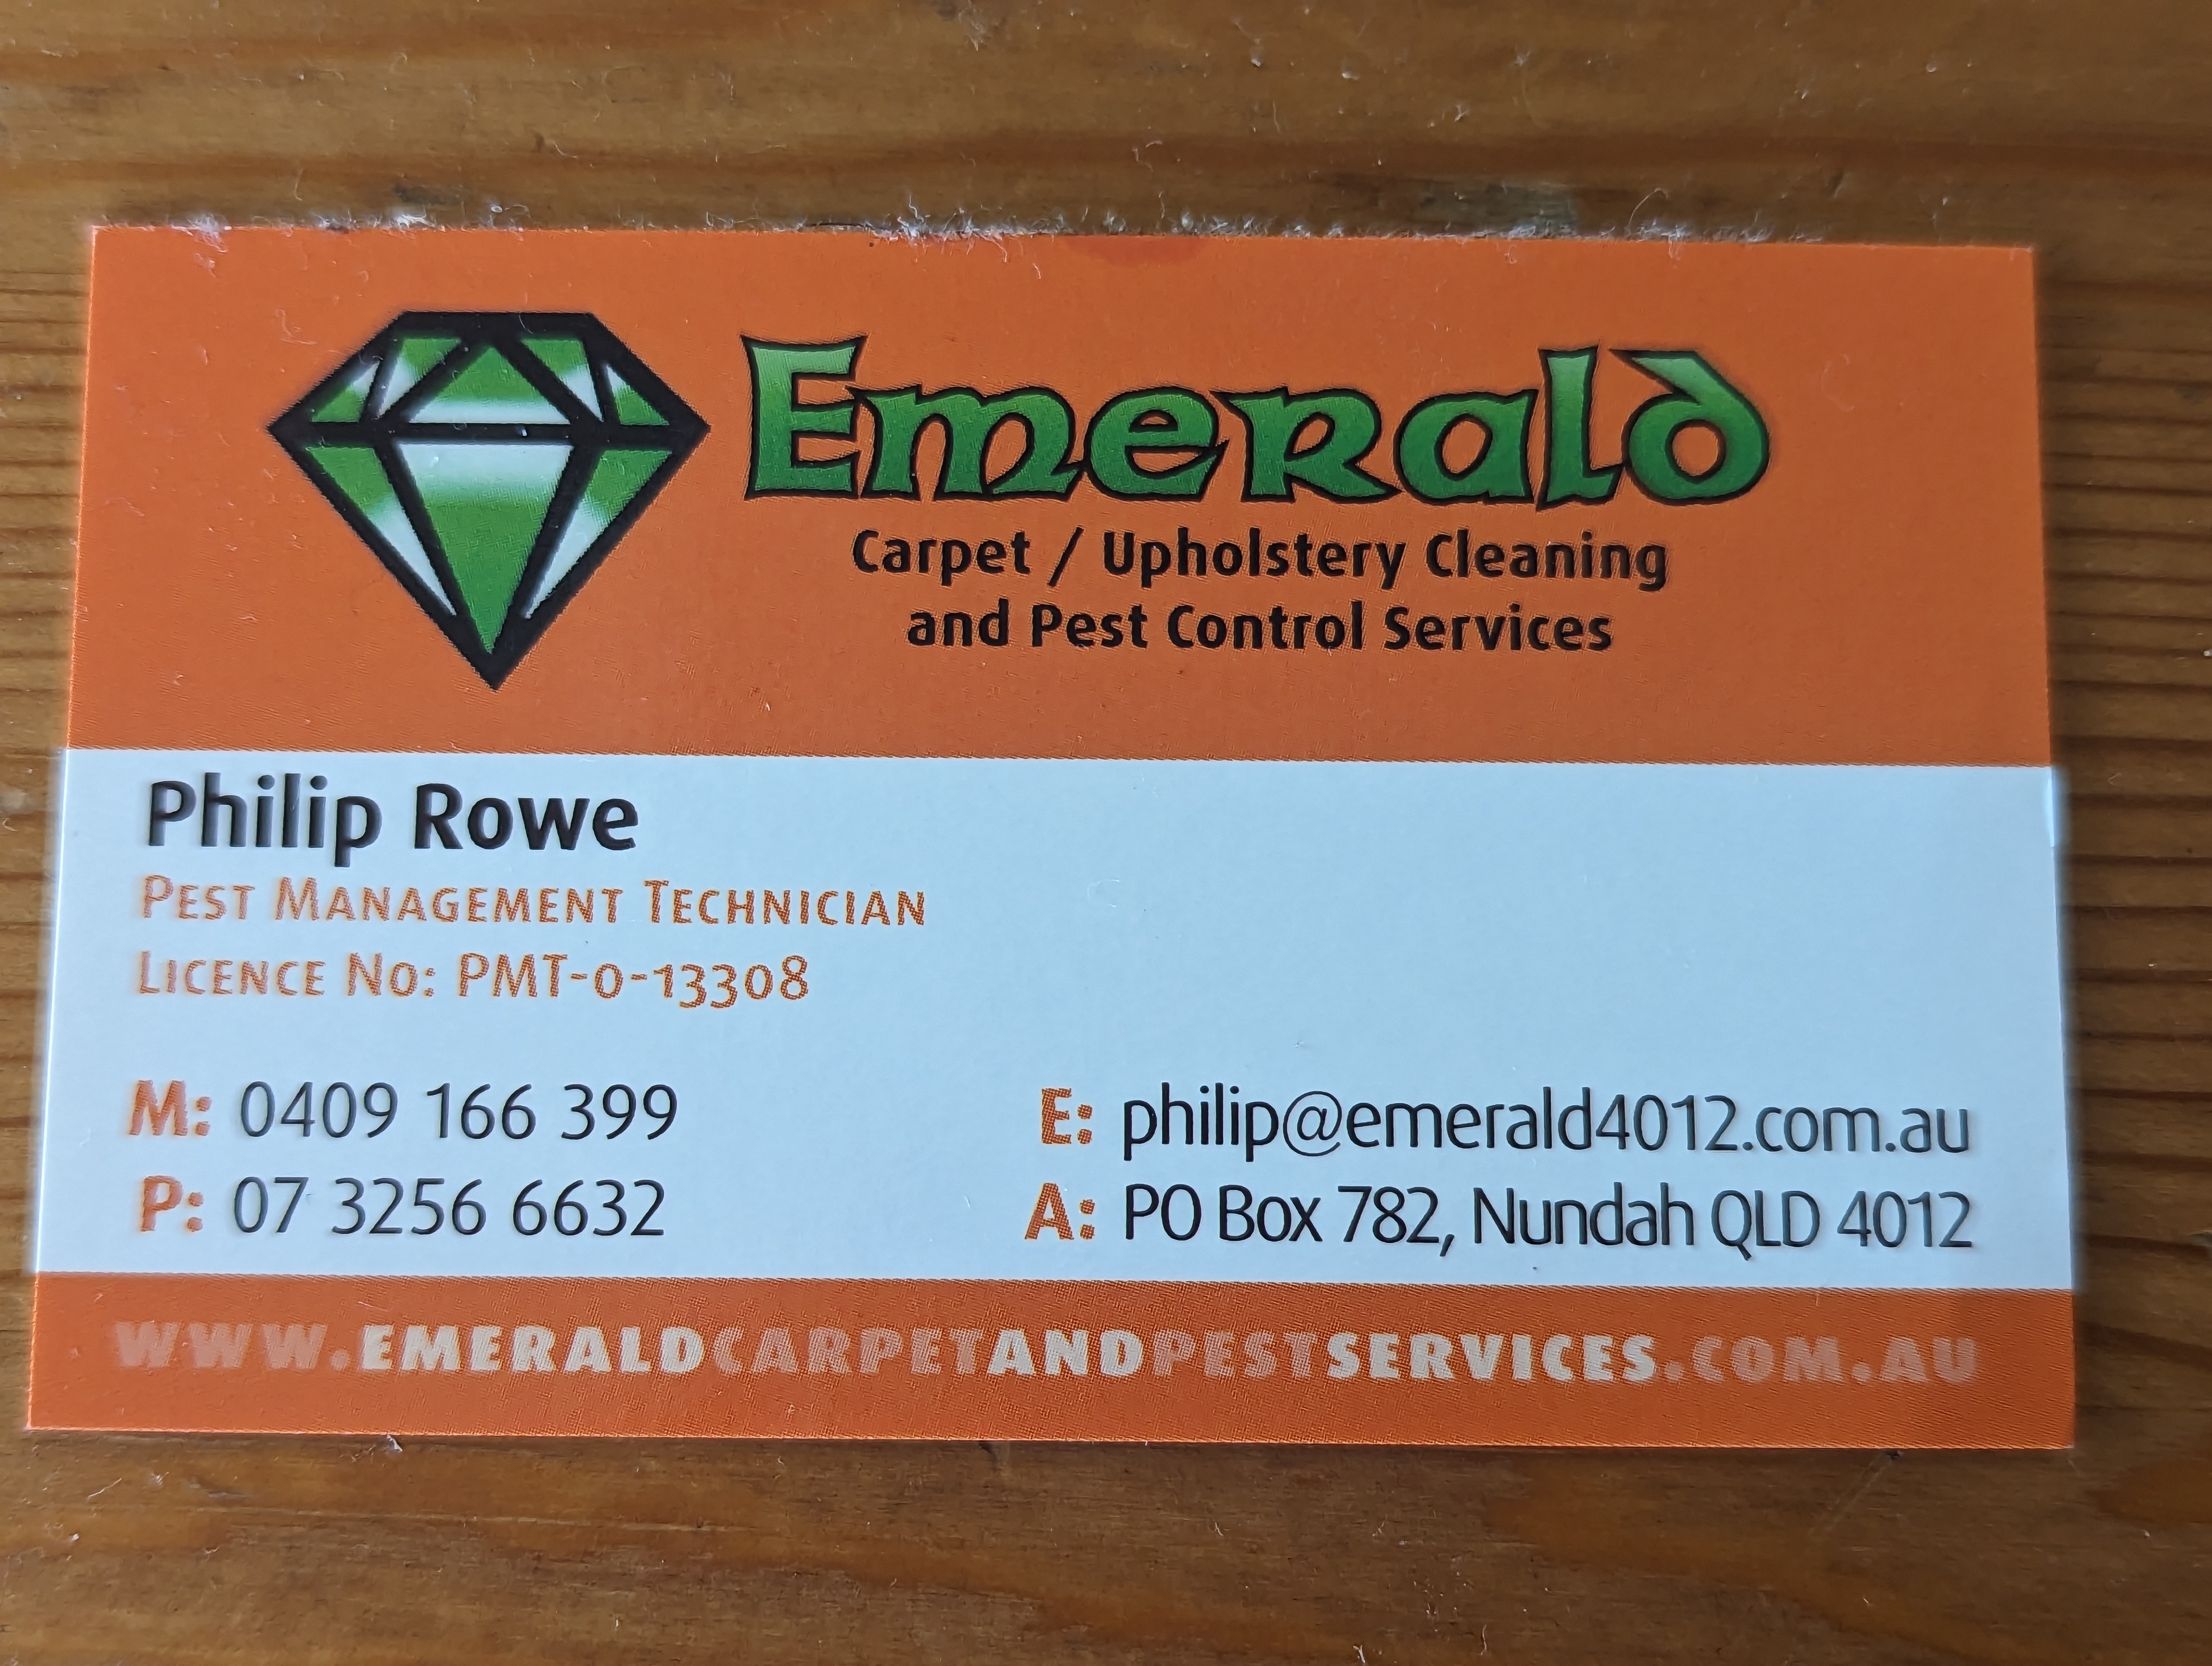 Emerald
Carpet / Upholstery Cleaning
and Pest Control Services
Philip Rowe
Pest Management Technician
Licence No: PMT-0-13308
M: 0409 166 399
P: 07 3256 6632
E: philip@emerald4012.com.au
A: PO Box 782, Nundah QLD 4012
WWW.EMERALDCARPETANDPESTSERVICES.COM.AU